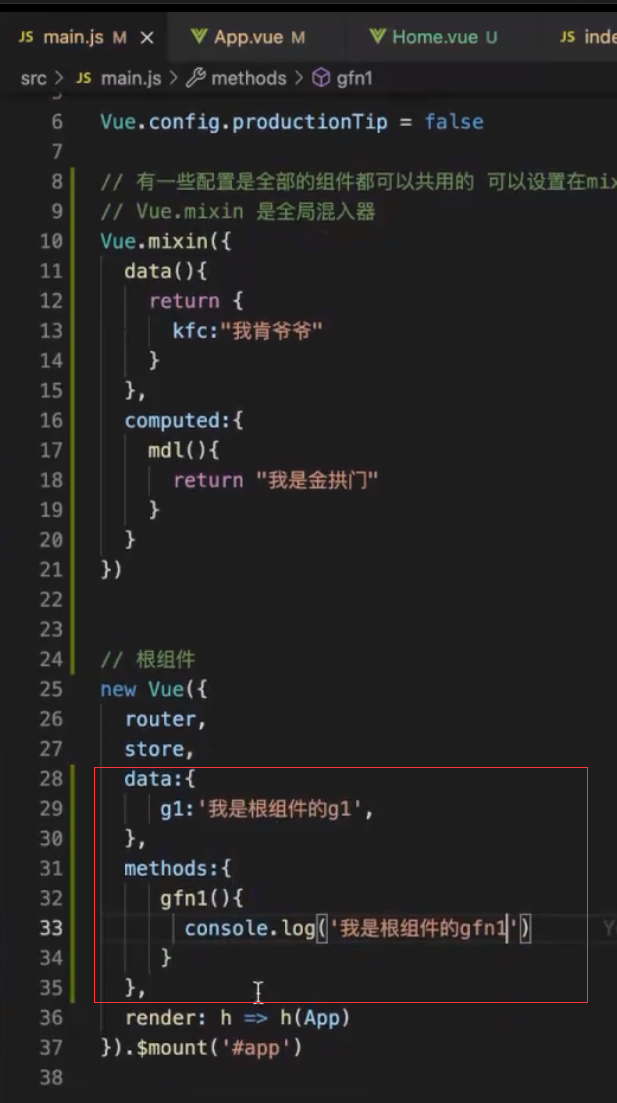 JS main.js M × App.vue M Home.vue U JS inde
src > JS main.js > methods > gfn1
6 Vue.config.productionTip = false
7
8 // 有一些配置是全部的组件都可以共用的 可以设置在mix
9 // Vue.mixin 是全局混入器
10 Vue.mixin({
11 data(){
12 return {
13 kfc:"我肯爷爷"
14 }
15 },
16 computed:{
17 mdl(){
18 return "我是金拱门"
19 }
20 }
21 })
22
23
24 // 根组件
25 new Vue({
26 router,
27 store,
28 data:{
29 g1:'我是根组件的g1',
30 },
31 methods:{
32 gfn1(){
33 console.log('我是根组件的gfn1') Y
34 }
35 },
36 render: h => h(App)
37 }).$mount('#app')
38